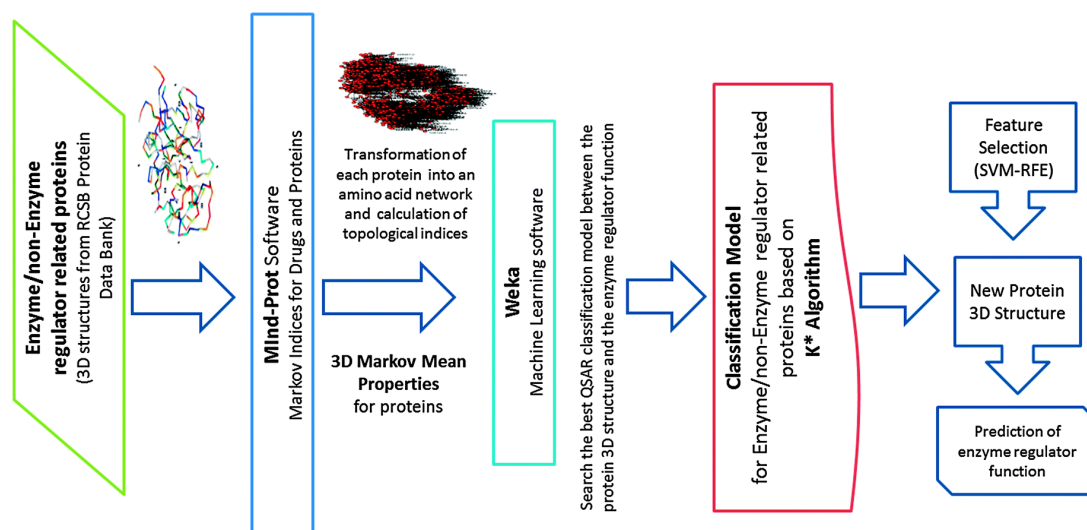 Enzyme/non-Enzyme
regulator related proteins
(3D structures from RCSB Protein
Data Bank)
MInd-Prot Software
Markov Indices for Drugs and Proteins
Transformation of
each protein into an
amino acid network
and calculation of
topological indices
3D Markov Mean
Properties
for proteins
Weka
Machine Learning software
Search the best QSAR classification model between the
protein 3D structure and the enzyme regulator function
Classification Model
for Enzyme/non-Enzyme regulator related
proteins based on
K* Algorithm
Feature
Selection
(SVM-RFE)
New Protein
3D Structure
Prediction of
enzyme regulator
function